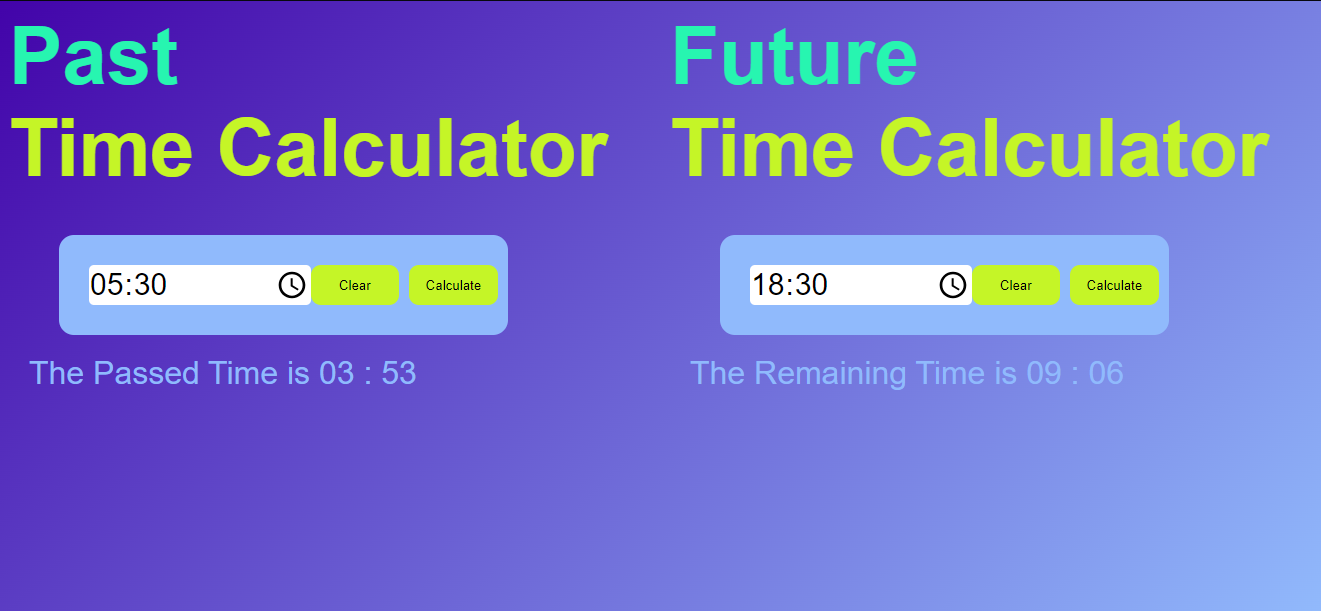 Past
Time Calculator
05:30
Clear
Calculate
The Passed Time is 03 : 53
Future
Time Calculator
18:30
Clear
Calculate
The Remaining Time is 09 : 06